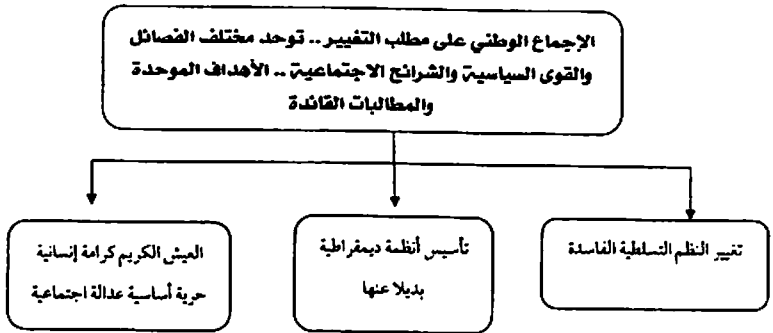 الإجماع الوطني على مطلب التغيير .. توحد مختلف الفصائل
والقوى السياسية والشرائح الاجتماعية .. الأهداف الموحدة
والمطالبات القائدة
تغيير النظم التسلطية الفاسدة
تأسيس أنظمة ديمقراطية
بديلا عنها
العيش الكريم كرامة إنسانية
حرية أساسية عدالة اجتماعية